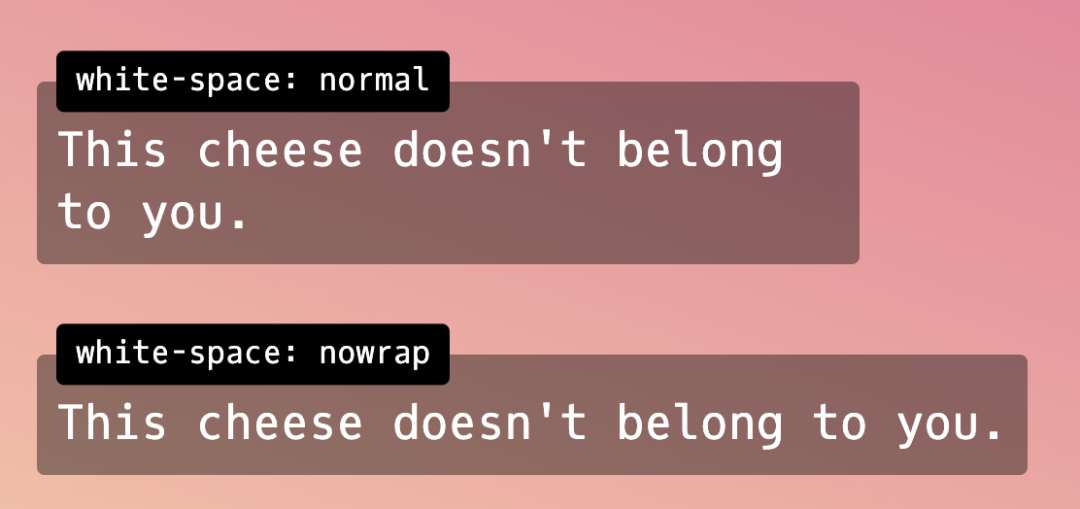 white-space: normal
This cheese doesn't belong
to you.
white-space: nowrap
This cheese doesn't belong to you.